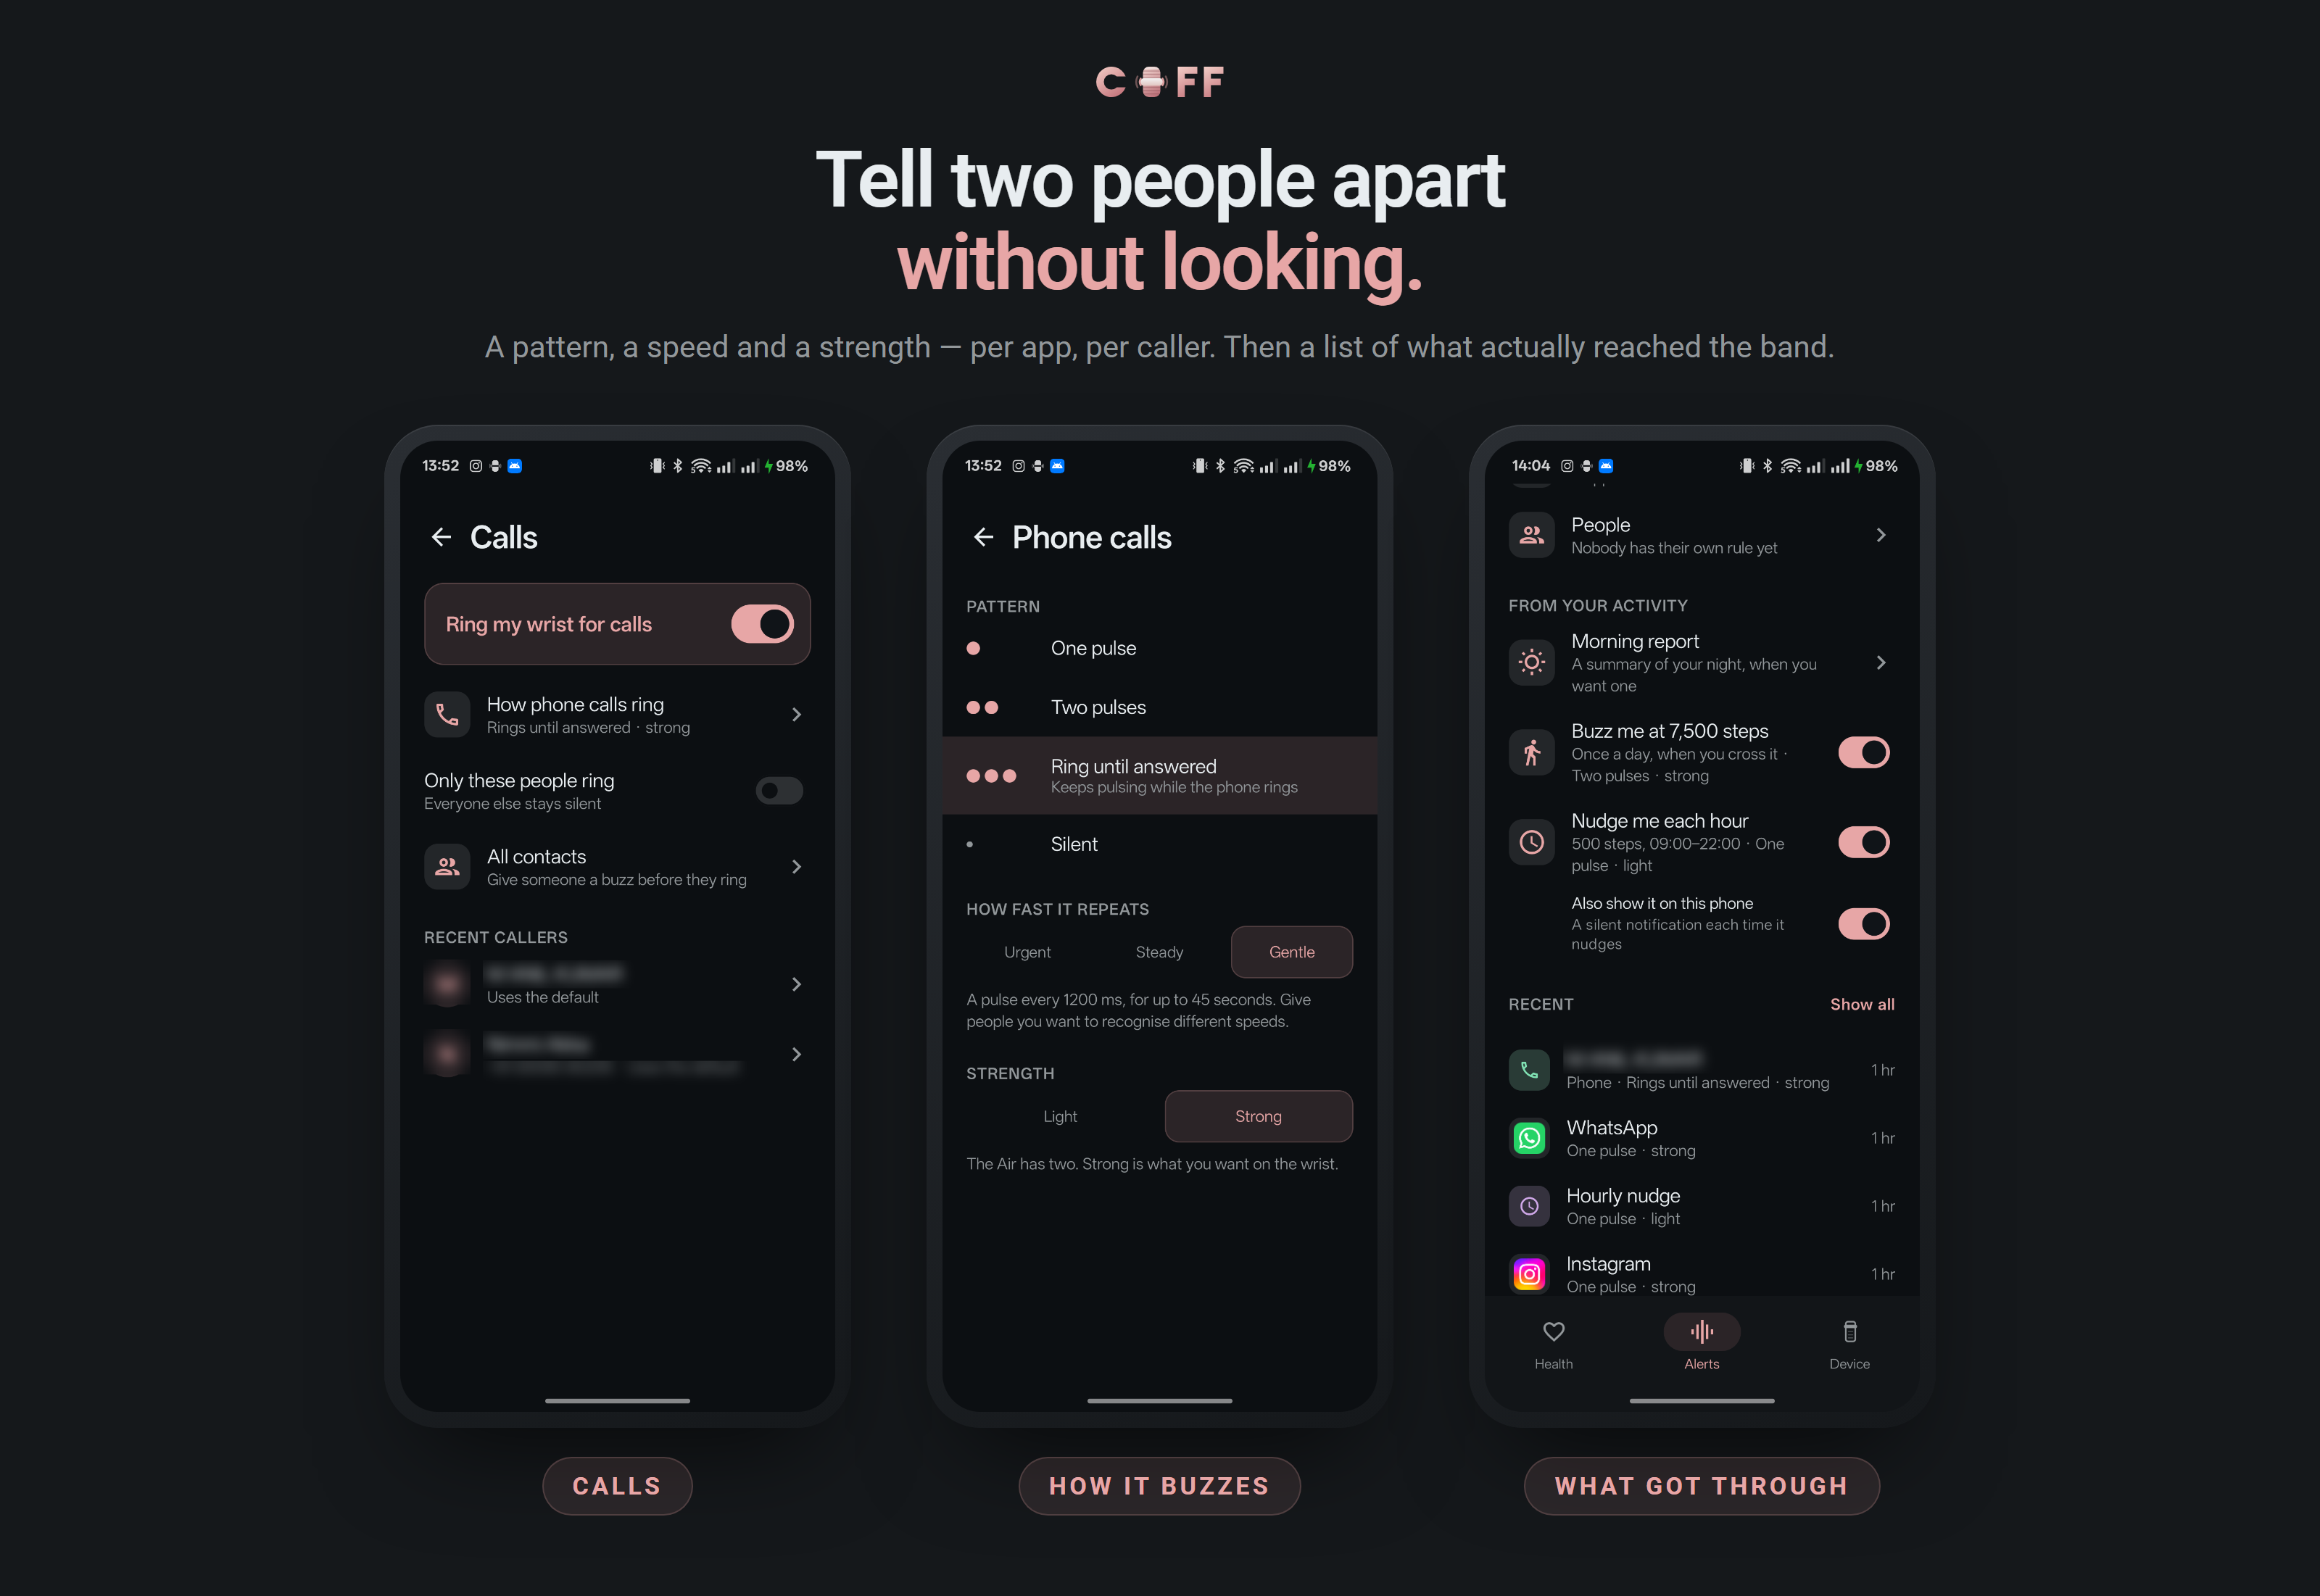 C FF
Tell two people apart
without looking.
A pattern, a speed and a strength — per app, per caller. Then a list of what actually reached the band.
13:52
98%
Calls
Ring my wrist for calls
How phone calls ring
Rings until answered · strong
Only these people ring
Everyone else stays silent
All contacts
Give someone a buzz before they ring
RECENT CALLERS
Uses the default
CALLS
13:52
98%
Phone calls
PATTERN
One pulse
Two pulses
Ring until answered
Keeps pulsing while the phone rings
Silent
HOW FAST IT REPEATS
Urgent Steady Gentle
A pulse every 1200 ms, for up to 45 seconds. Give
people you want to recognise different speeds.
STRENGTH
Light Strong
The Air has two. Strong is what you want on the wrist.
HOW IT BUZZES
14:04
98%
People
Nobody has their own rule yet
FROM YOUR ACTIVITY
Morning report
A summary of your night, when you
want one
Buzz me at 7,500 steps
Once a day, when you cross it ·
Two pulses · strong
Nudge me each hour
500 steps, 09:00–22:00 · One
pulse · light
Also show it on this phone
A silent notification each time it
nudges
RECENT Show all
Phone · Rings until answered · strong 1 hr
WhatsApp
One pulse · strong 1 hr
Hourly nudge
One pulse · light 1 hr
Instagram
One pulse · strong 1 hr
Health Alerts Device
WHAT GOT THROUGH